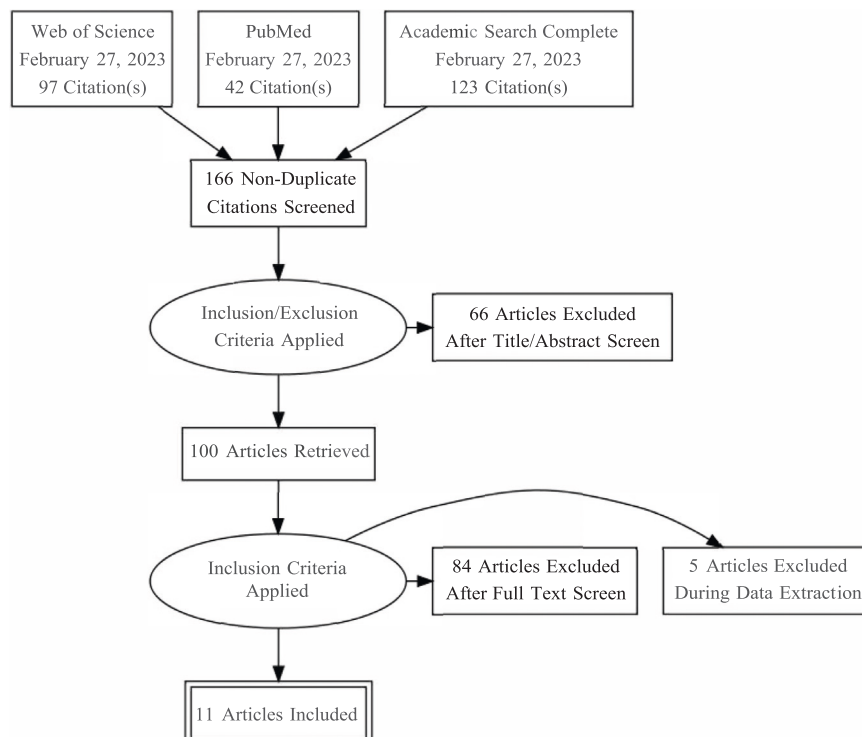 Web of Science
February 27, 2023
97 Citation(s)
PubMed
February 27, 2023
42 Citation(s)
Academic Search Complete
February 27, 2023
123 Citation(s)
166 Non-Duplicate
Citations Screened
Inclusion/Exclusion
Criteria Applied
66 Articles Excluded
After Title/Abstract Screen
100 Articles Retrieved
Inclusion Criteria
Applied
84 Articles Excluded
After Full Text Screen
5 Articles Excluded
During Data Extraction
11 Articles Included